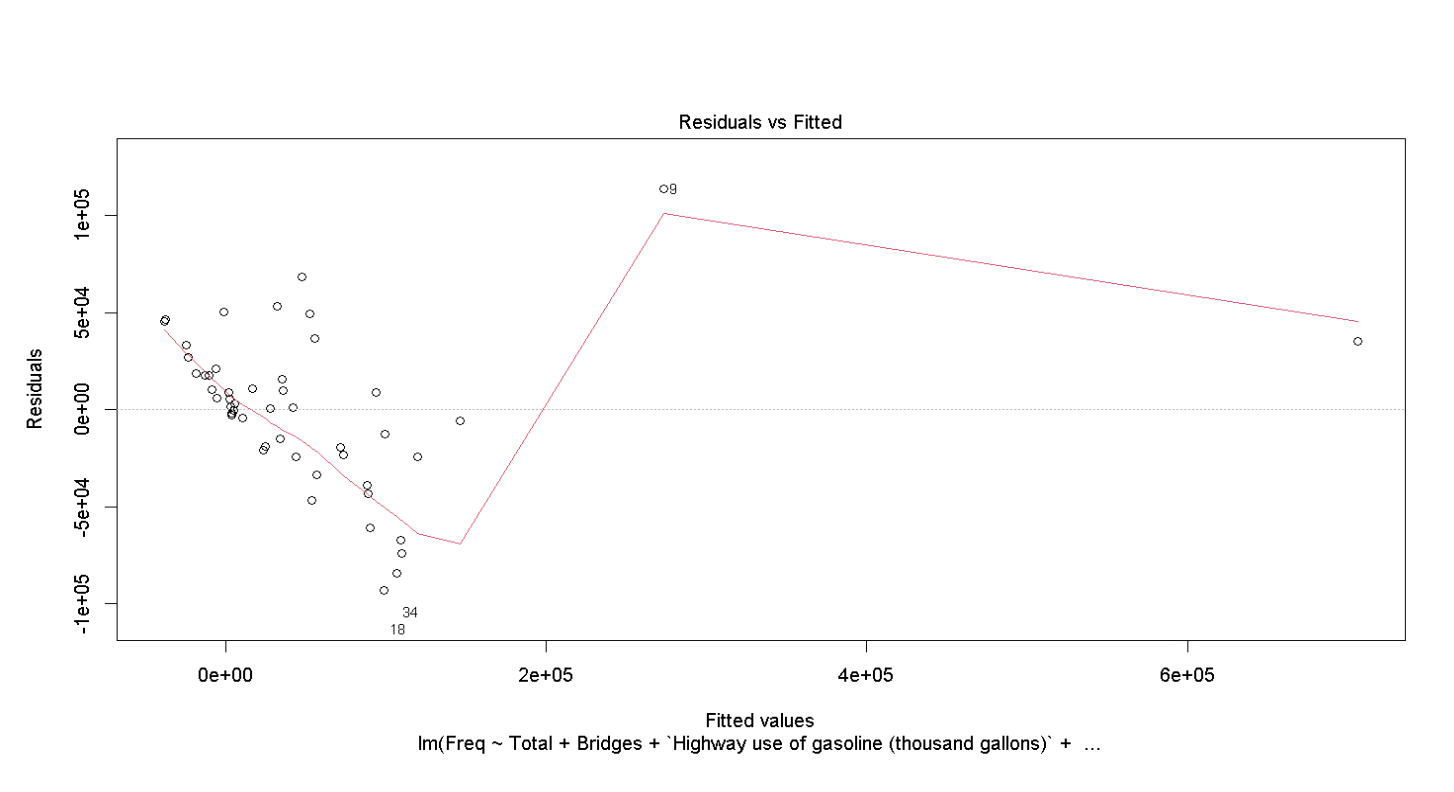 Residuals vs Fitted
Residuals
1e+05
5e+04
0e+00
-5e+04
-1e+05
9
34
18
0e+00 2e+05 4e+05 6e+05
Fitted values
lm(Freq ~ Total + Bridges + `Highway use of gasoline (thousand gallons)` + ...